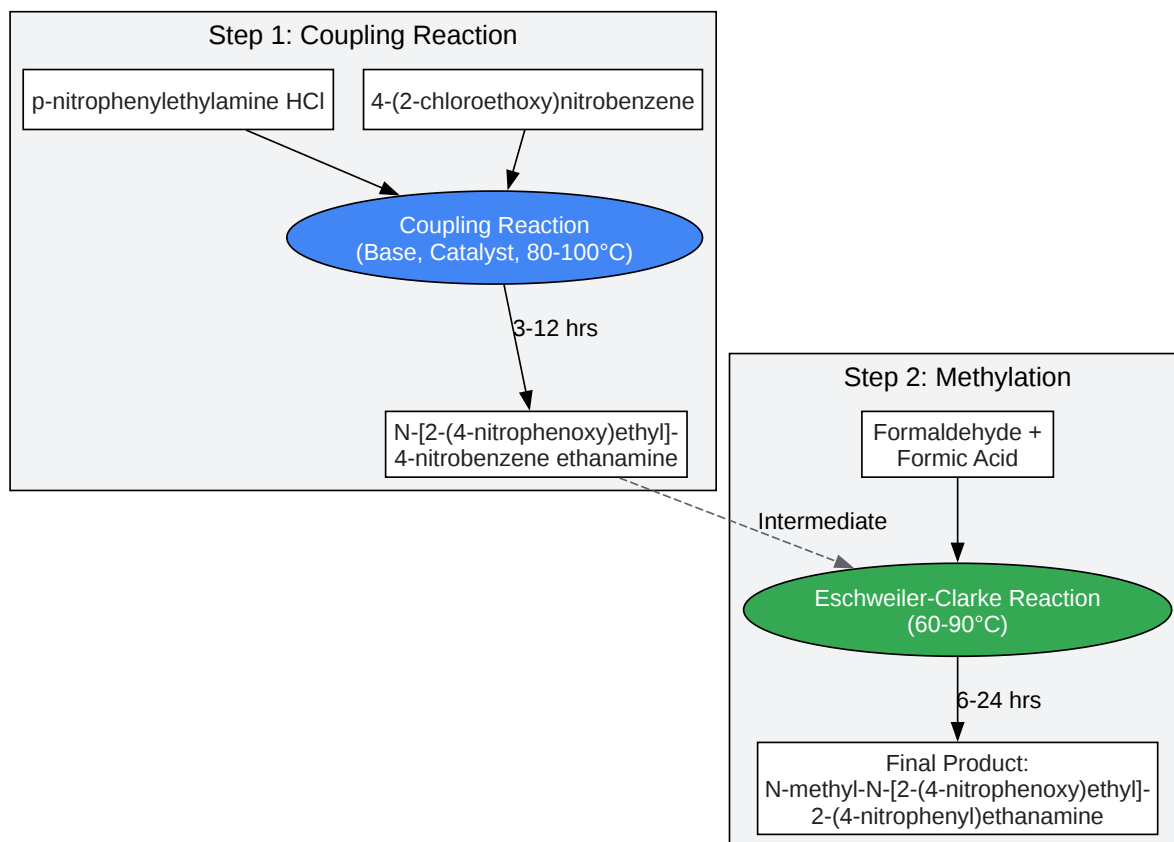 Step 1: Coupling Reaction
p-nitrophenylethylamine HCl
4-(2-chloroethoxy)nitrobenzene
Coupling Reaction
(Base, Catalyst, 80-100°C)
3-12 hrs
N-[2-(4-nitrophenoxy)ethyl]-
4-nitrobenzene ethanamine
Step 2: Methylation
Formaldehyde +
Formic Acid
Intermediate
Eschweiler-Clarke Reaction
(60-90°C)
6-24 hrs
Final Product:
N-methyl-N-[2-(4-nitrophenoxy)ethyl]-
2-(4-nitrophenyl)ethanamine